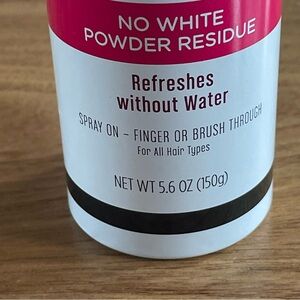 NO WHITE
POWDER RESIDUE
Refreshes
without Water
SPRAY ON – FINGER OR BRUSH THROUGH
For All Hair Types
NET WT 5.6 OZ (150g)